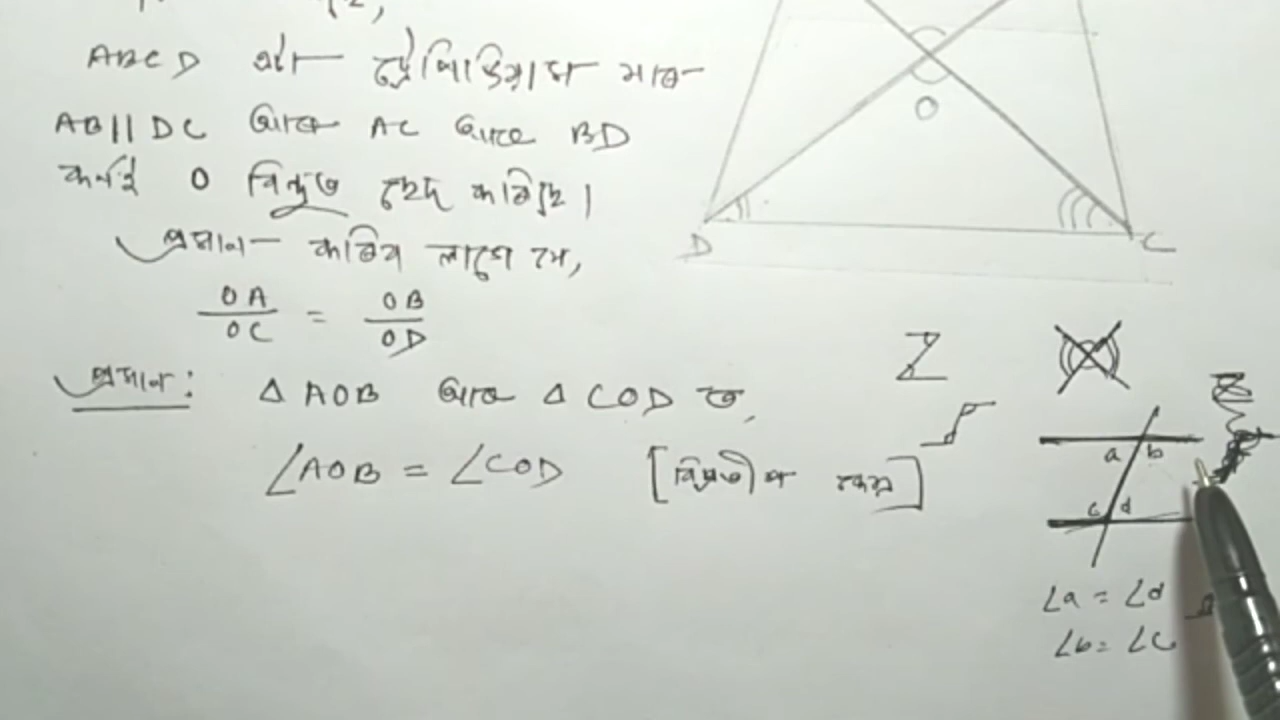 ABCD এটা ট্ৰেপিজিয়াম য'ত
AB || DC আৰু AC আৰু BD
কৰ্ণই O বিন্দুত ছেদ কৰিছে।
প্ৰমাণ কৰিব লাগে যে,
OA/OC = OB/OD
প্ৰমাণ: Δ AOB আৰু Δ COD ত,
∠AOB = ∠COD [বিপ্ৰতীপ কোণ]
O
D C
Z
a b
c d
∠a = ∠d
∠b = ∠c